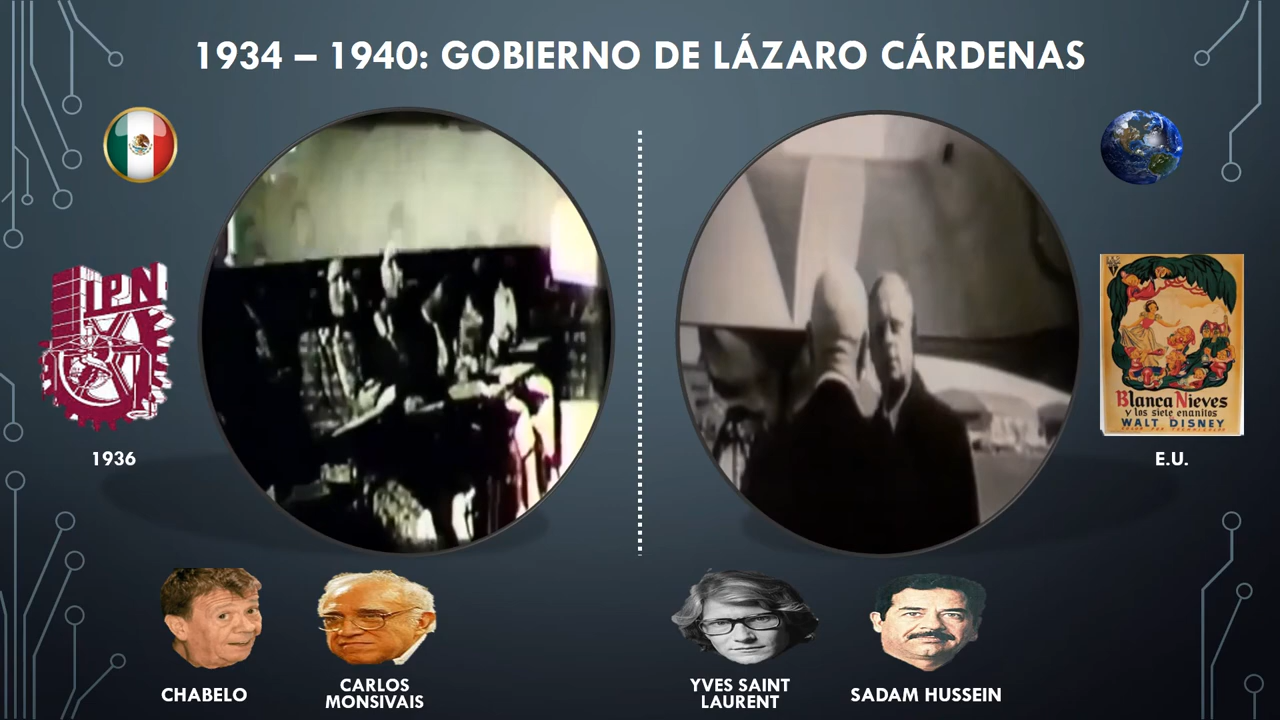 1934 – 1940: GOBIERNO DE LÁZARO CÁRDENAS
IPN
1936
Blanca Nieves
y los siete enanitos
WALT DISNEY
E.U.
CHABELO
CARLOS
MONSIVAIS
YVES SAINT
LAURENT
SADAM HUSSEIN